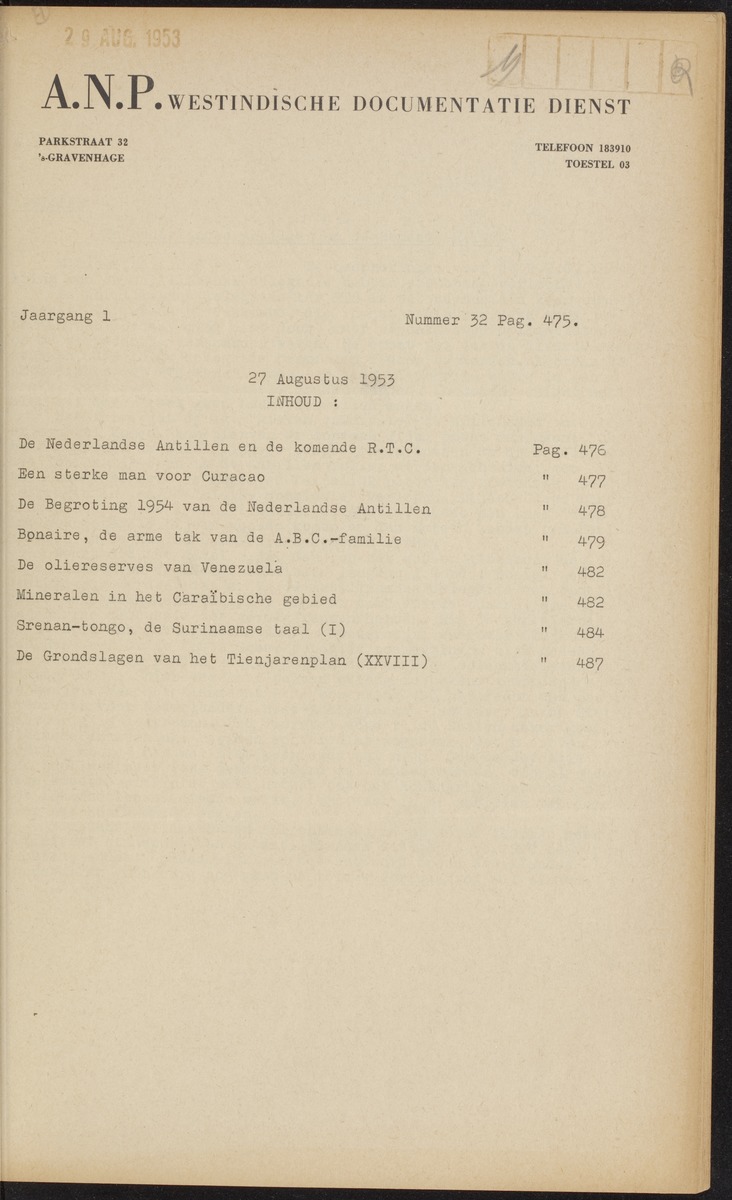 29 AUG. 1953
A.N.P. WESTINDISCHE DOCUMENTATIE DIENST
PARKSTRAAT 32
's-GRAVENHAGE
TELEFOON 183910
TOESTEL 03
Jaargang 1
Nummer 32 Pag. 475.
27 Augustus 1953
INHOUD :
De Nederlandse Antillen en de komende R.T.C. Pag. 476
Een sterke man voor Curacao " 477
De Begroting 1954 van de Nederlandse Antillen " 478
Bonaire, de arme tak van de A.B.C.-familie " 479
De oliereserves van Venezuela " 482
Mineralen in het Caraïbische gebied " 482
Srenan-tongo, de Surinaamse taal (I) " 484
De Grondslagen van het Tienjarenplan (XXVIII) " 487